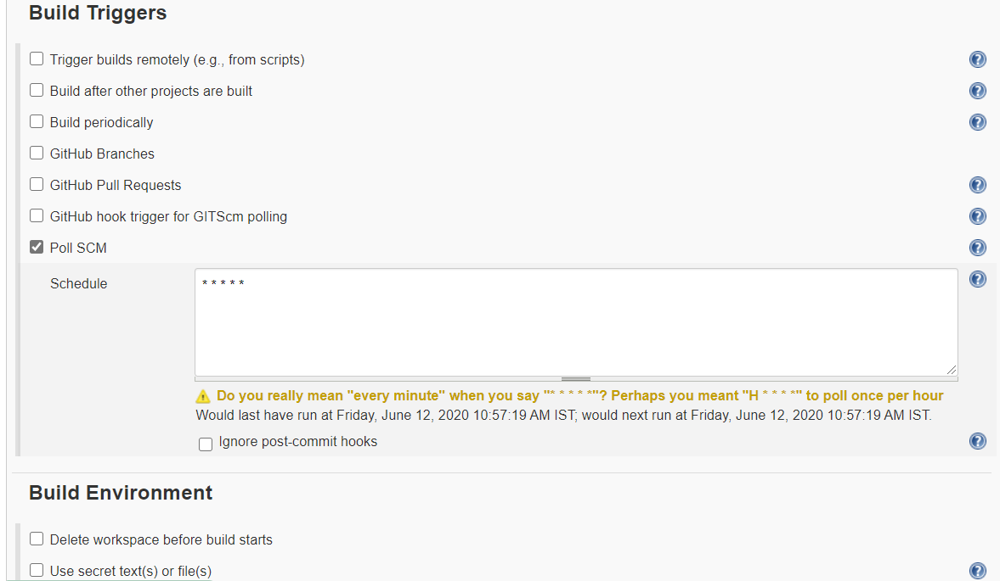 Build Triggers
Trigger builds remotely (e.g., from scripts)
Build after other projects are built
Build periodically
GitHub Branches
GitHub Pull Requests
GitHub hook trigger for GITScm polling
Poll SCM
Schedule
* * * * *
Do you really mean "every minute" when you say "* * * * *"? Perhaps you meant "H * * * *" to poll once per hour
Would last have run at Friday, June 12, 2020 10:57:19 AM IST; would next run at Friday, June 12, 2020 10:57:19 AM IST.
Ignore post-commit hooks
Build Environment
Delete workspace before build starts
Use secret text(s) or file(s)